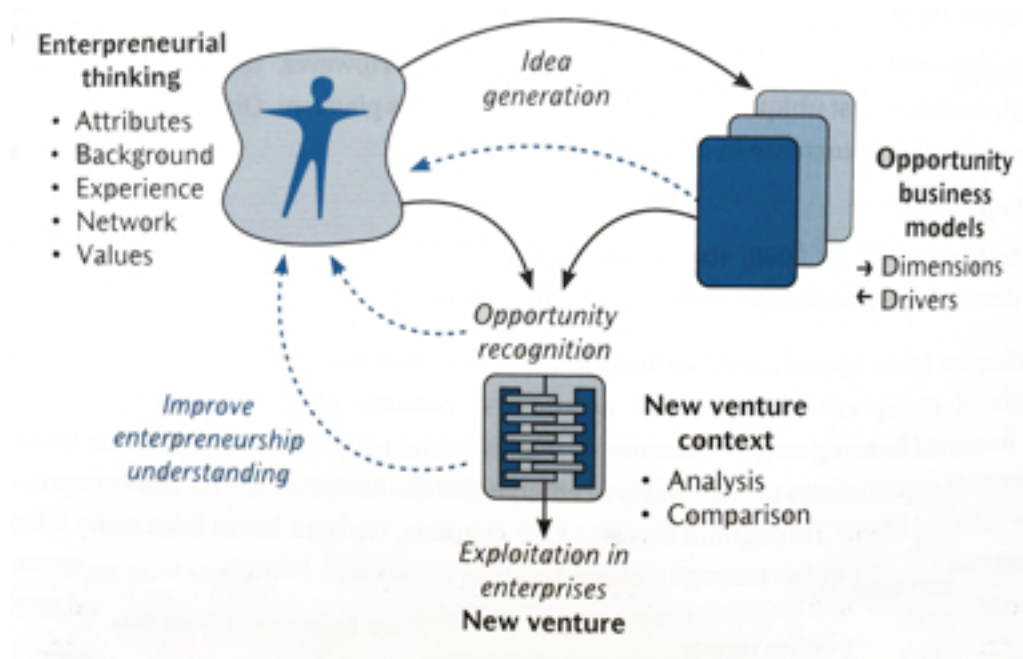 Enterpreneurial
thinking
• Attributes
• Background
• Experience
• Network
• Values
Idea
generation
Opportunity
business
models
→ Dimensions
← Drivers
Opportunity
recognition
Improve
enterpreneurship
understanding
New venture
context
• Analysis
• Comparison
Exploitation in
enterprises
New venture